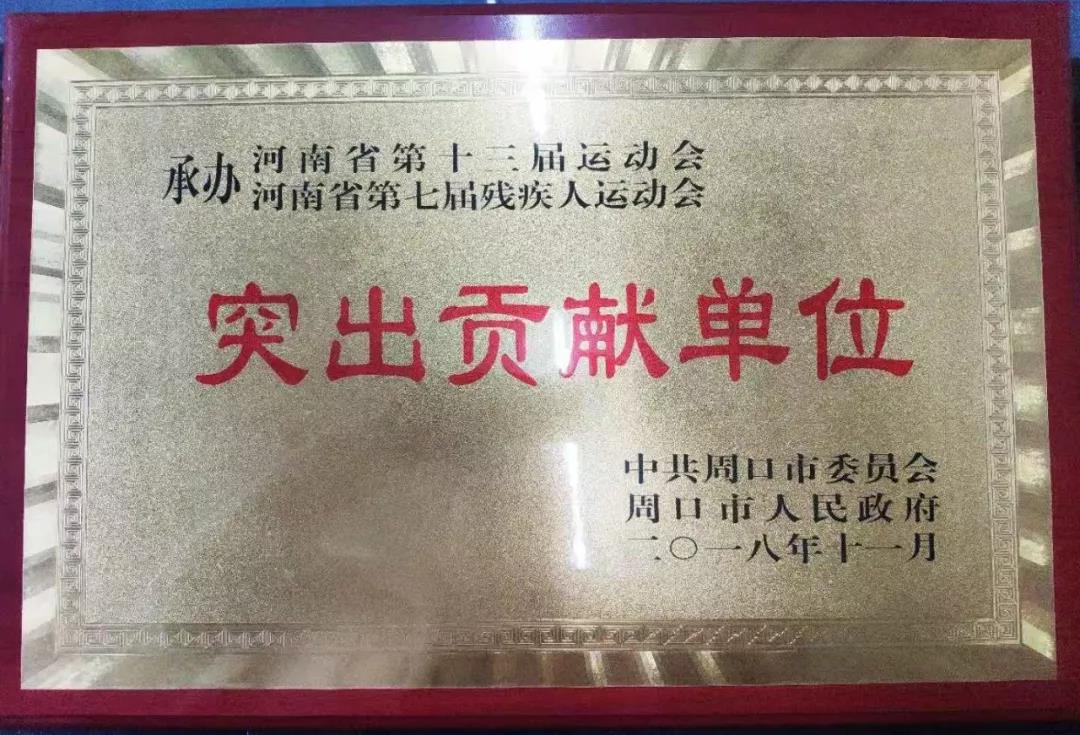 承办
河南省第十三届运动会
河南省第七届残疾人运动会
突出贡献单位
中共周口市委员会
周口市人民政府
二〇一八年十一月